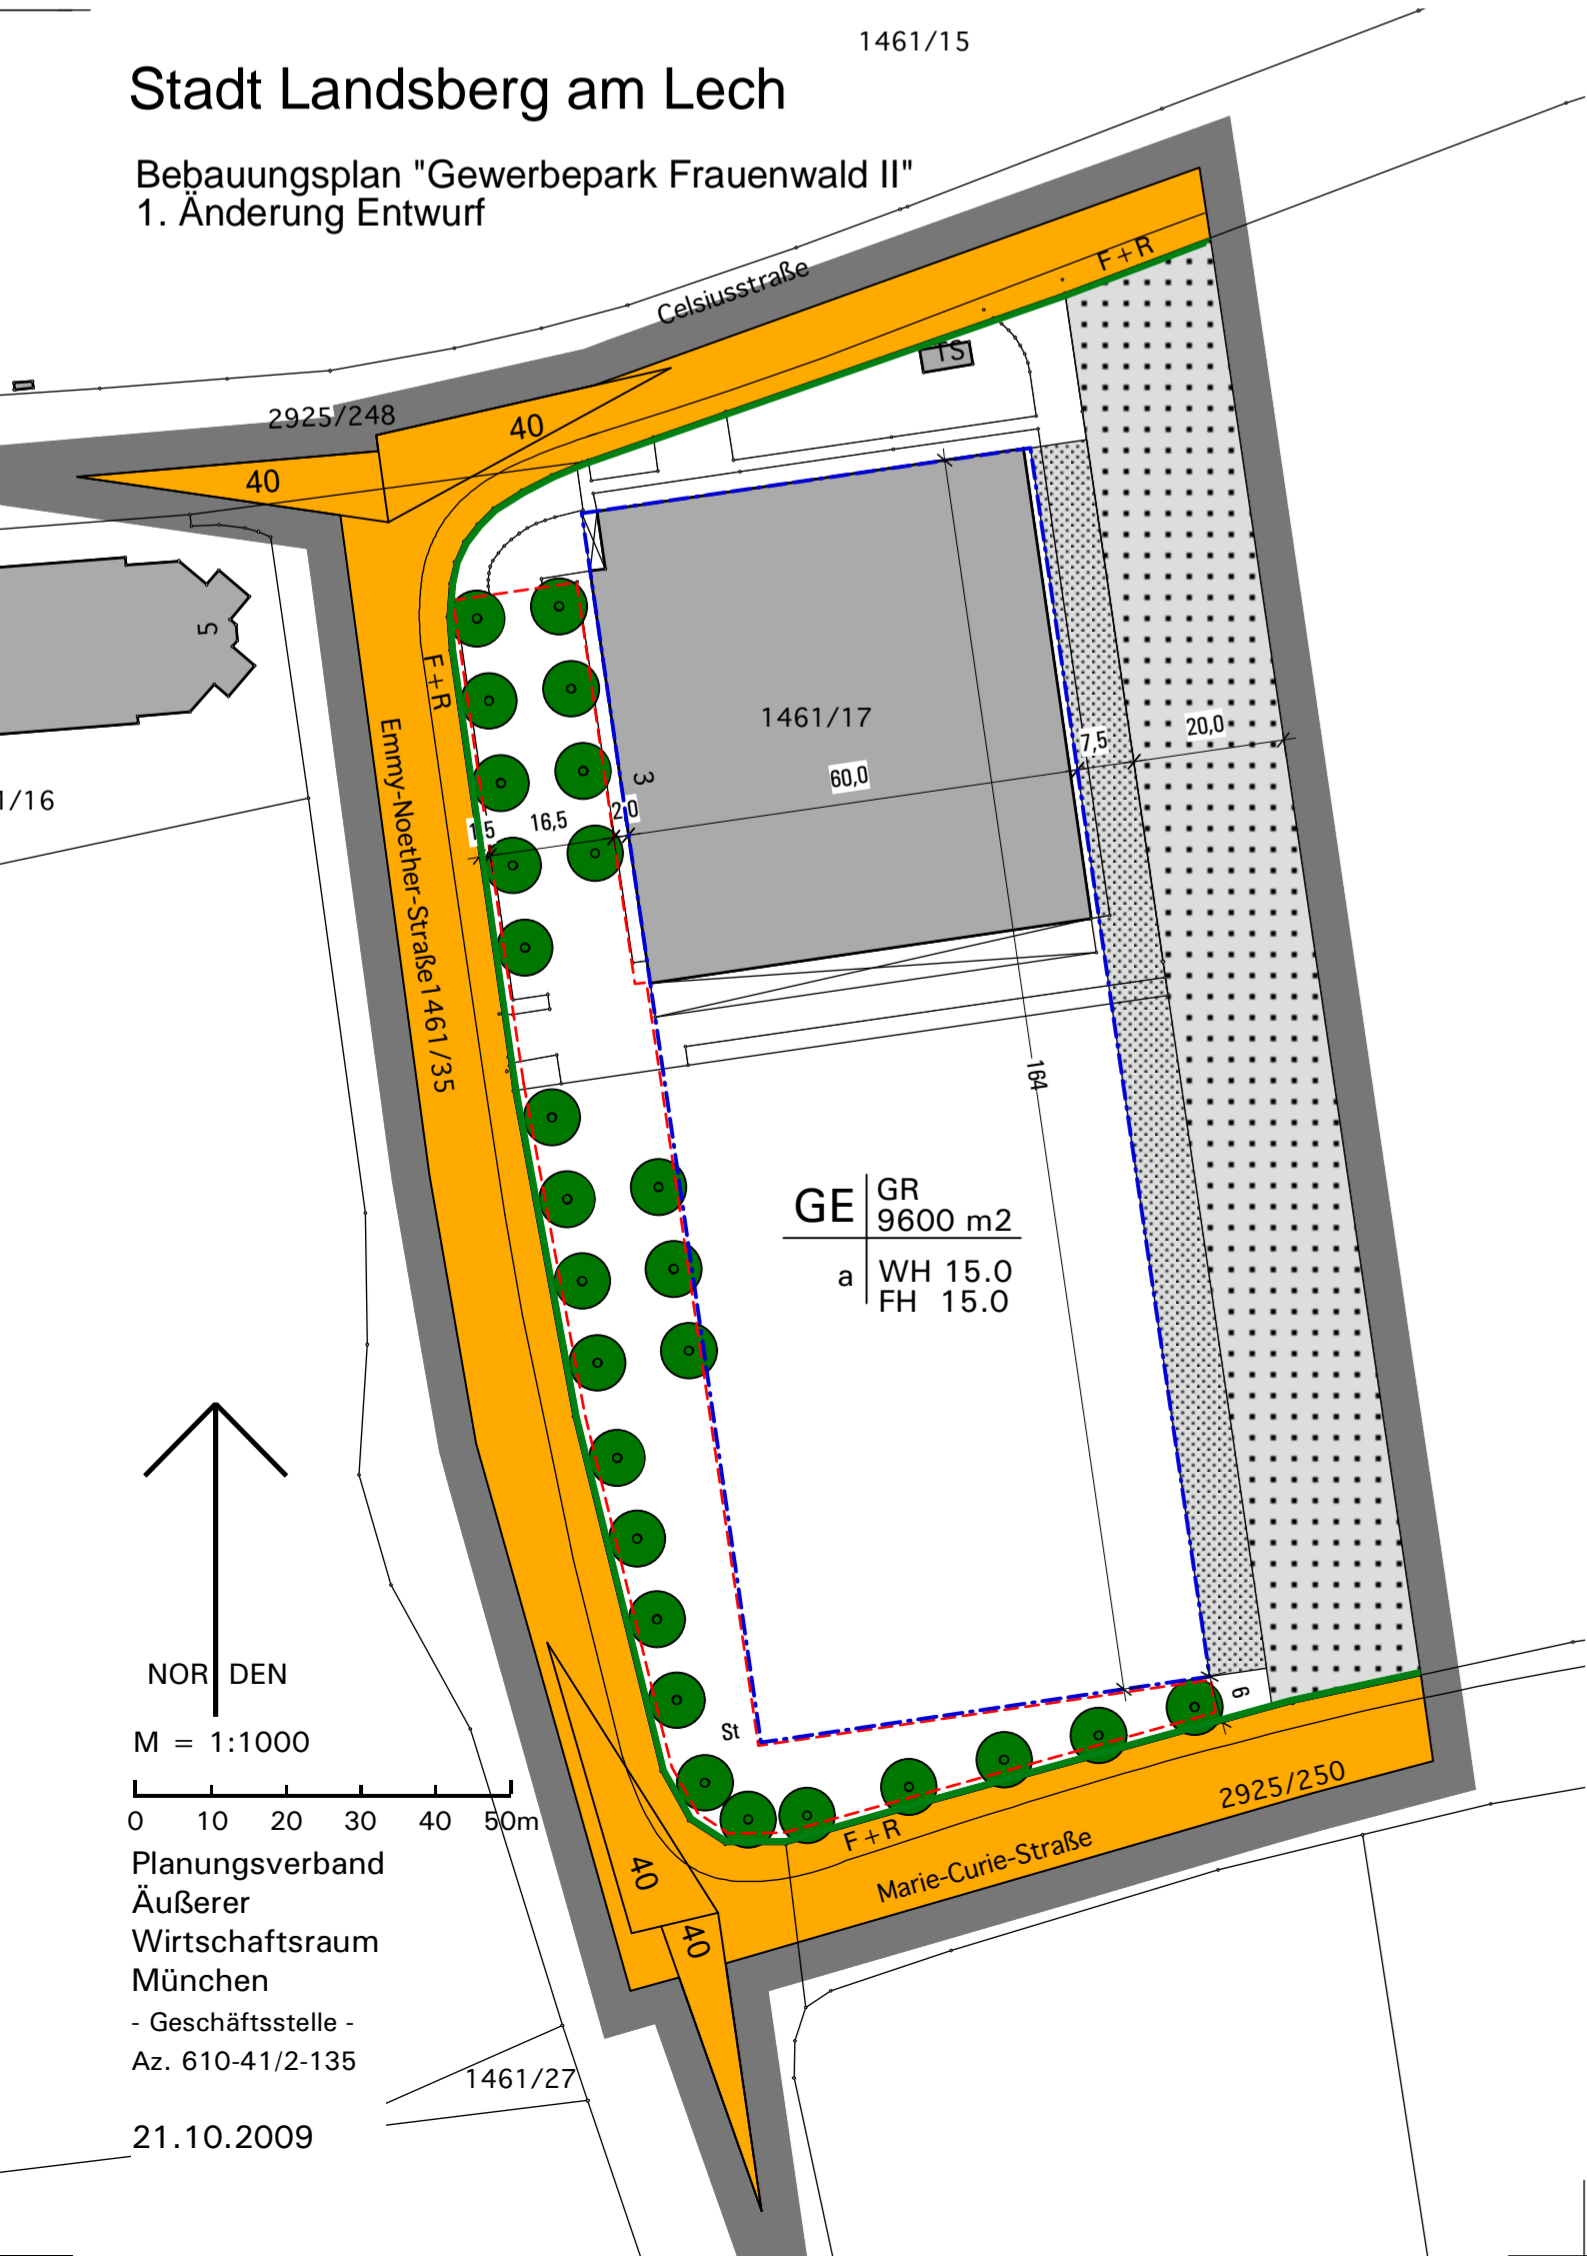 1461/15
Stadt Landsberg am Lech
Bebauungsplan "Gewerbepark Frauenwald II"
1. Änderung Entwurf
Celsiusstraße
F+R
TS
2925/248
40
40
5
F+R
1461/17
3
7,5
20,0
60,0
1,5
16,5
2,0
1/16
Emmy-Noether-Straße
1461/35
164
GE
GR
9600 m2
a
WH 15.0
FH 15.0
NORDEN
St
6
M = 1:1000
0 10 20 30 40 50m
2925/250
F+R
Marie-Curie-Straße
40
40
Planungsverband
Äußerer
Wirtschaftsraum
München
- Geschäftsstelle -
Az. 610-41/2-135
1461/27
21.10.2009